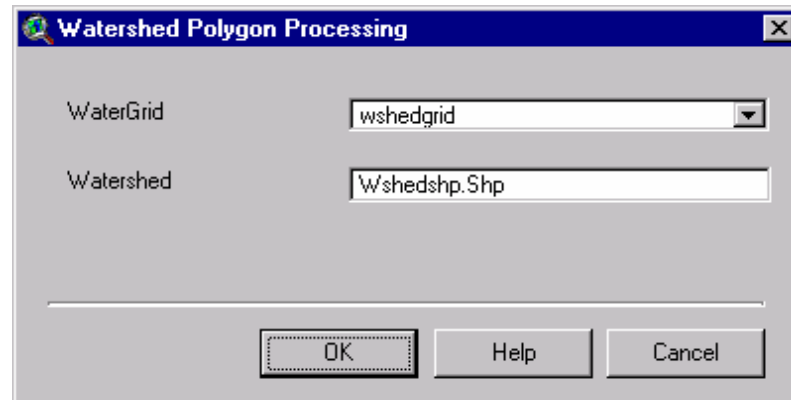 Watershed Polygon Processing
WaterGrid wshedgrid
Watershed Wshedshp.Shp
OK Help Cancel